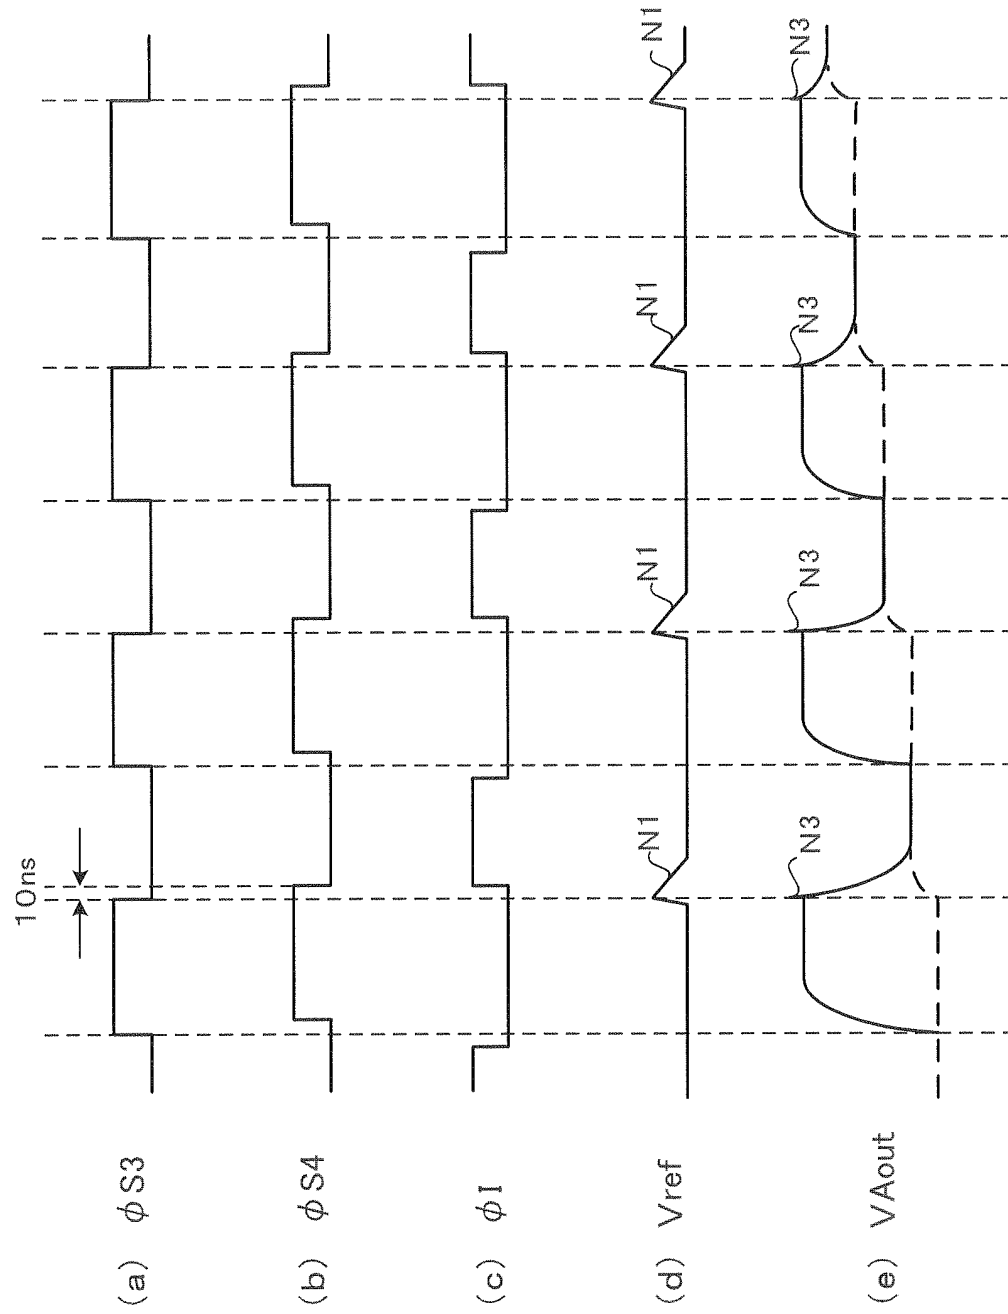 10ns
(a) φS3
(b) φS4
(c) φI
(d) Vref
N1
N1
N1
N1
(e) VAout
N3
N3
N3
N3